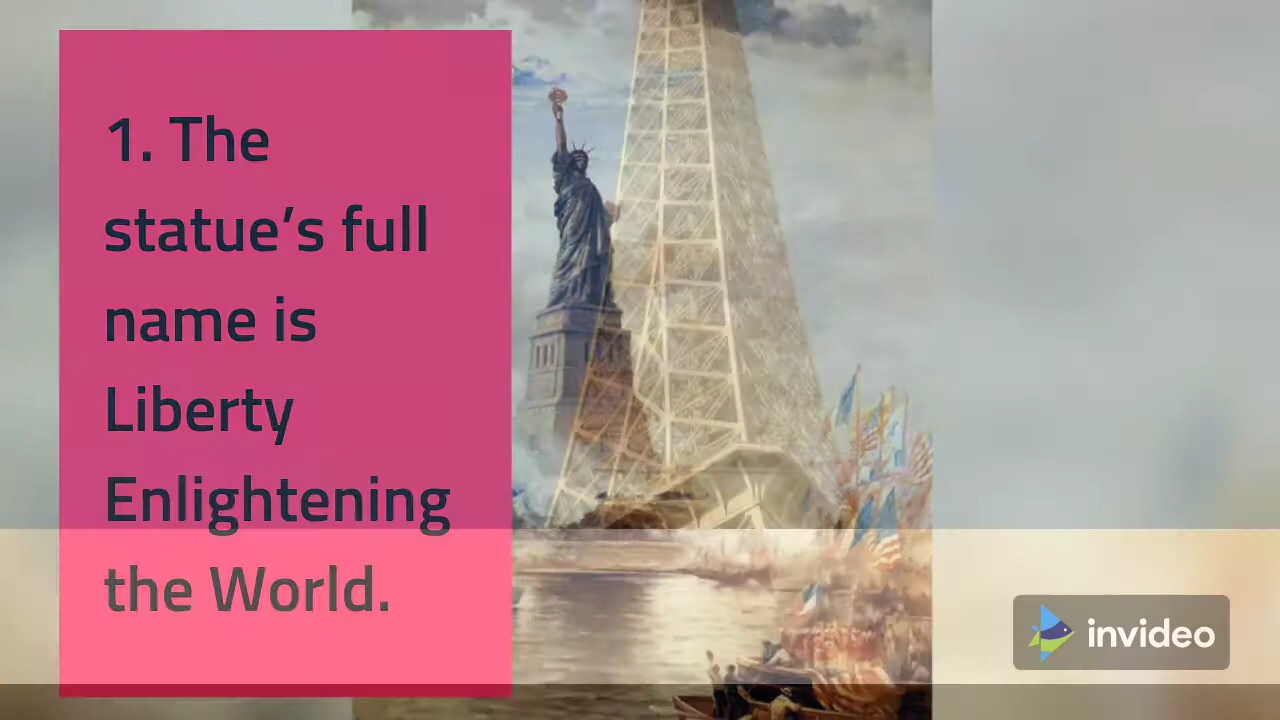 1. The
statue’s full
name is
Liberty
Enlightening
the World.
invideo